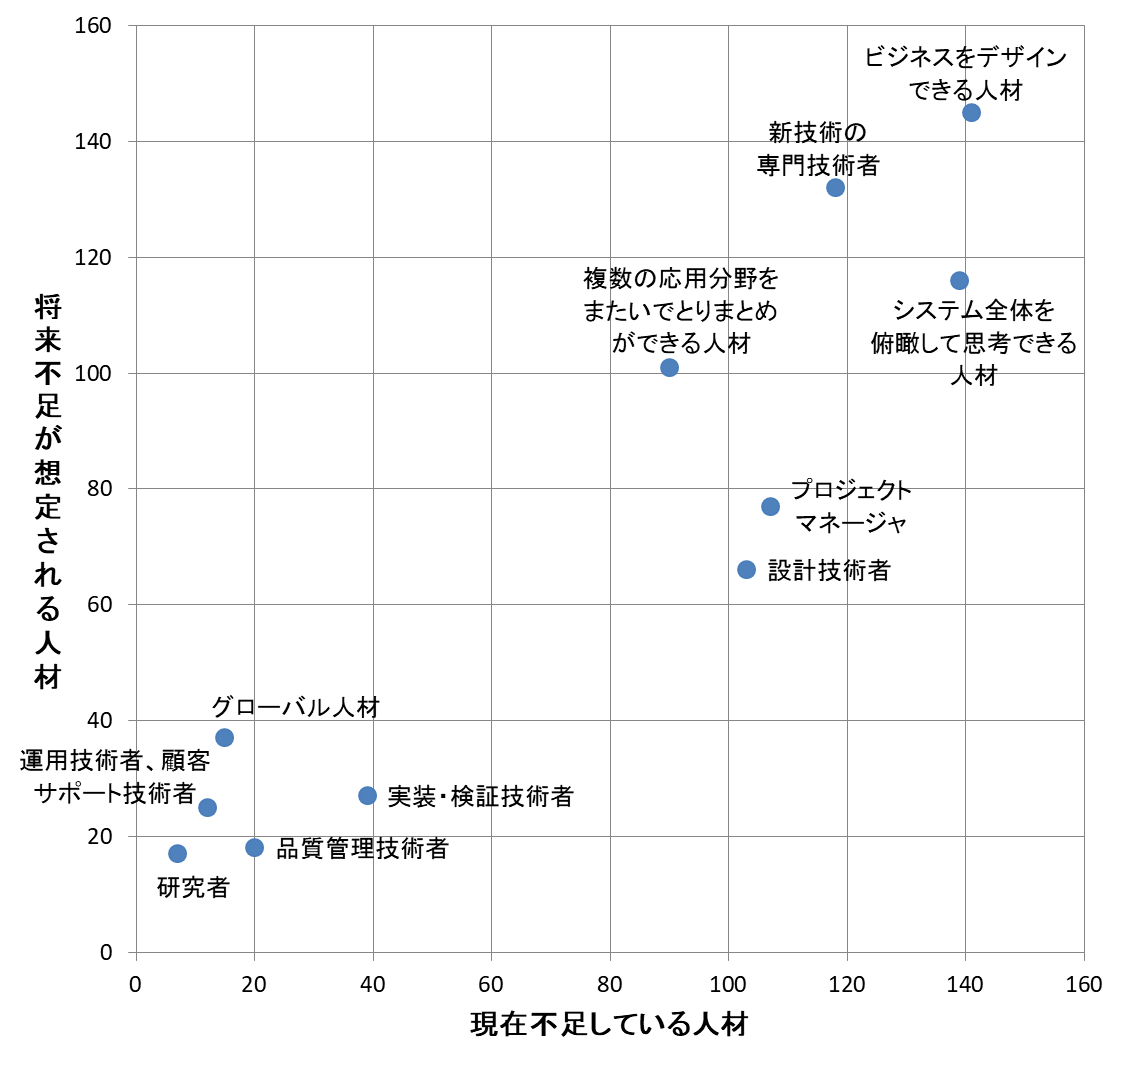 160
140
120
100
80
60
40
20
0
将来不足が想定される人材
ビジネスをデザイン
できる人材
新技術の
専門技術者
複数の応用分野を
またいでとりまとめ
ができる人材
システム全体を
俯瞰して思考できる
人材
プロジェクト
マネージャ
設計技術者
グローバル人材
運用技術者、顧客
サポート技術者
実装・検証技術者
品質管理技術者
研究者
0 20 40 60 80 100 120 140 160
現在不足している人材